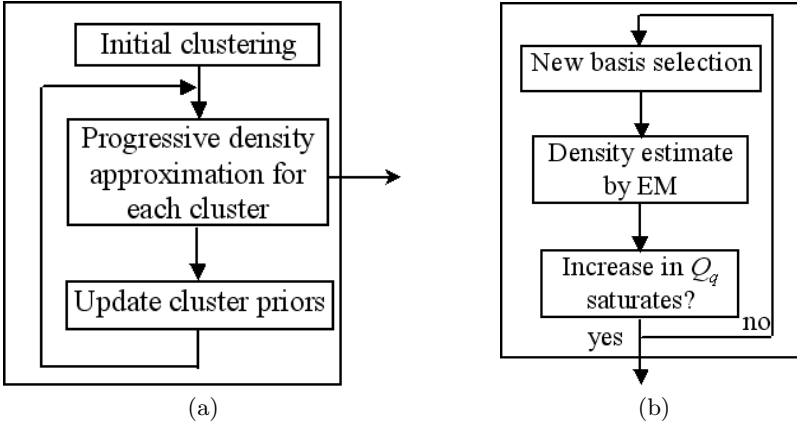 Initial clustering
Progressive density
approximation for
each cluster
Update cluster priors
(a)
New basis selection
Density estimate
by EM
Increase in Q_q
saturates?
yes
no
(b)